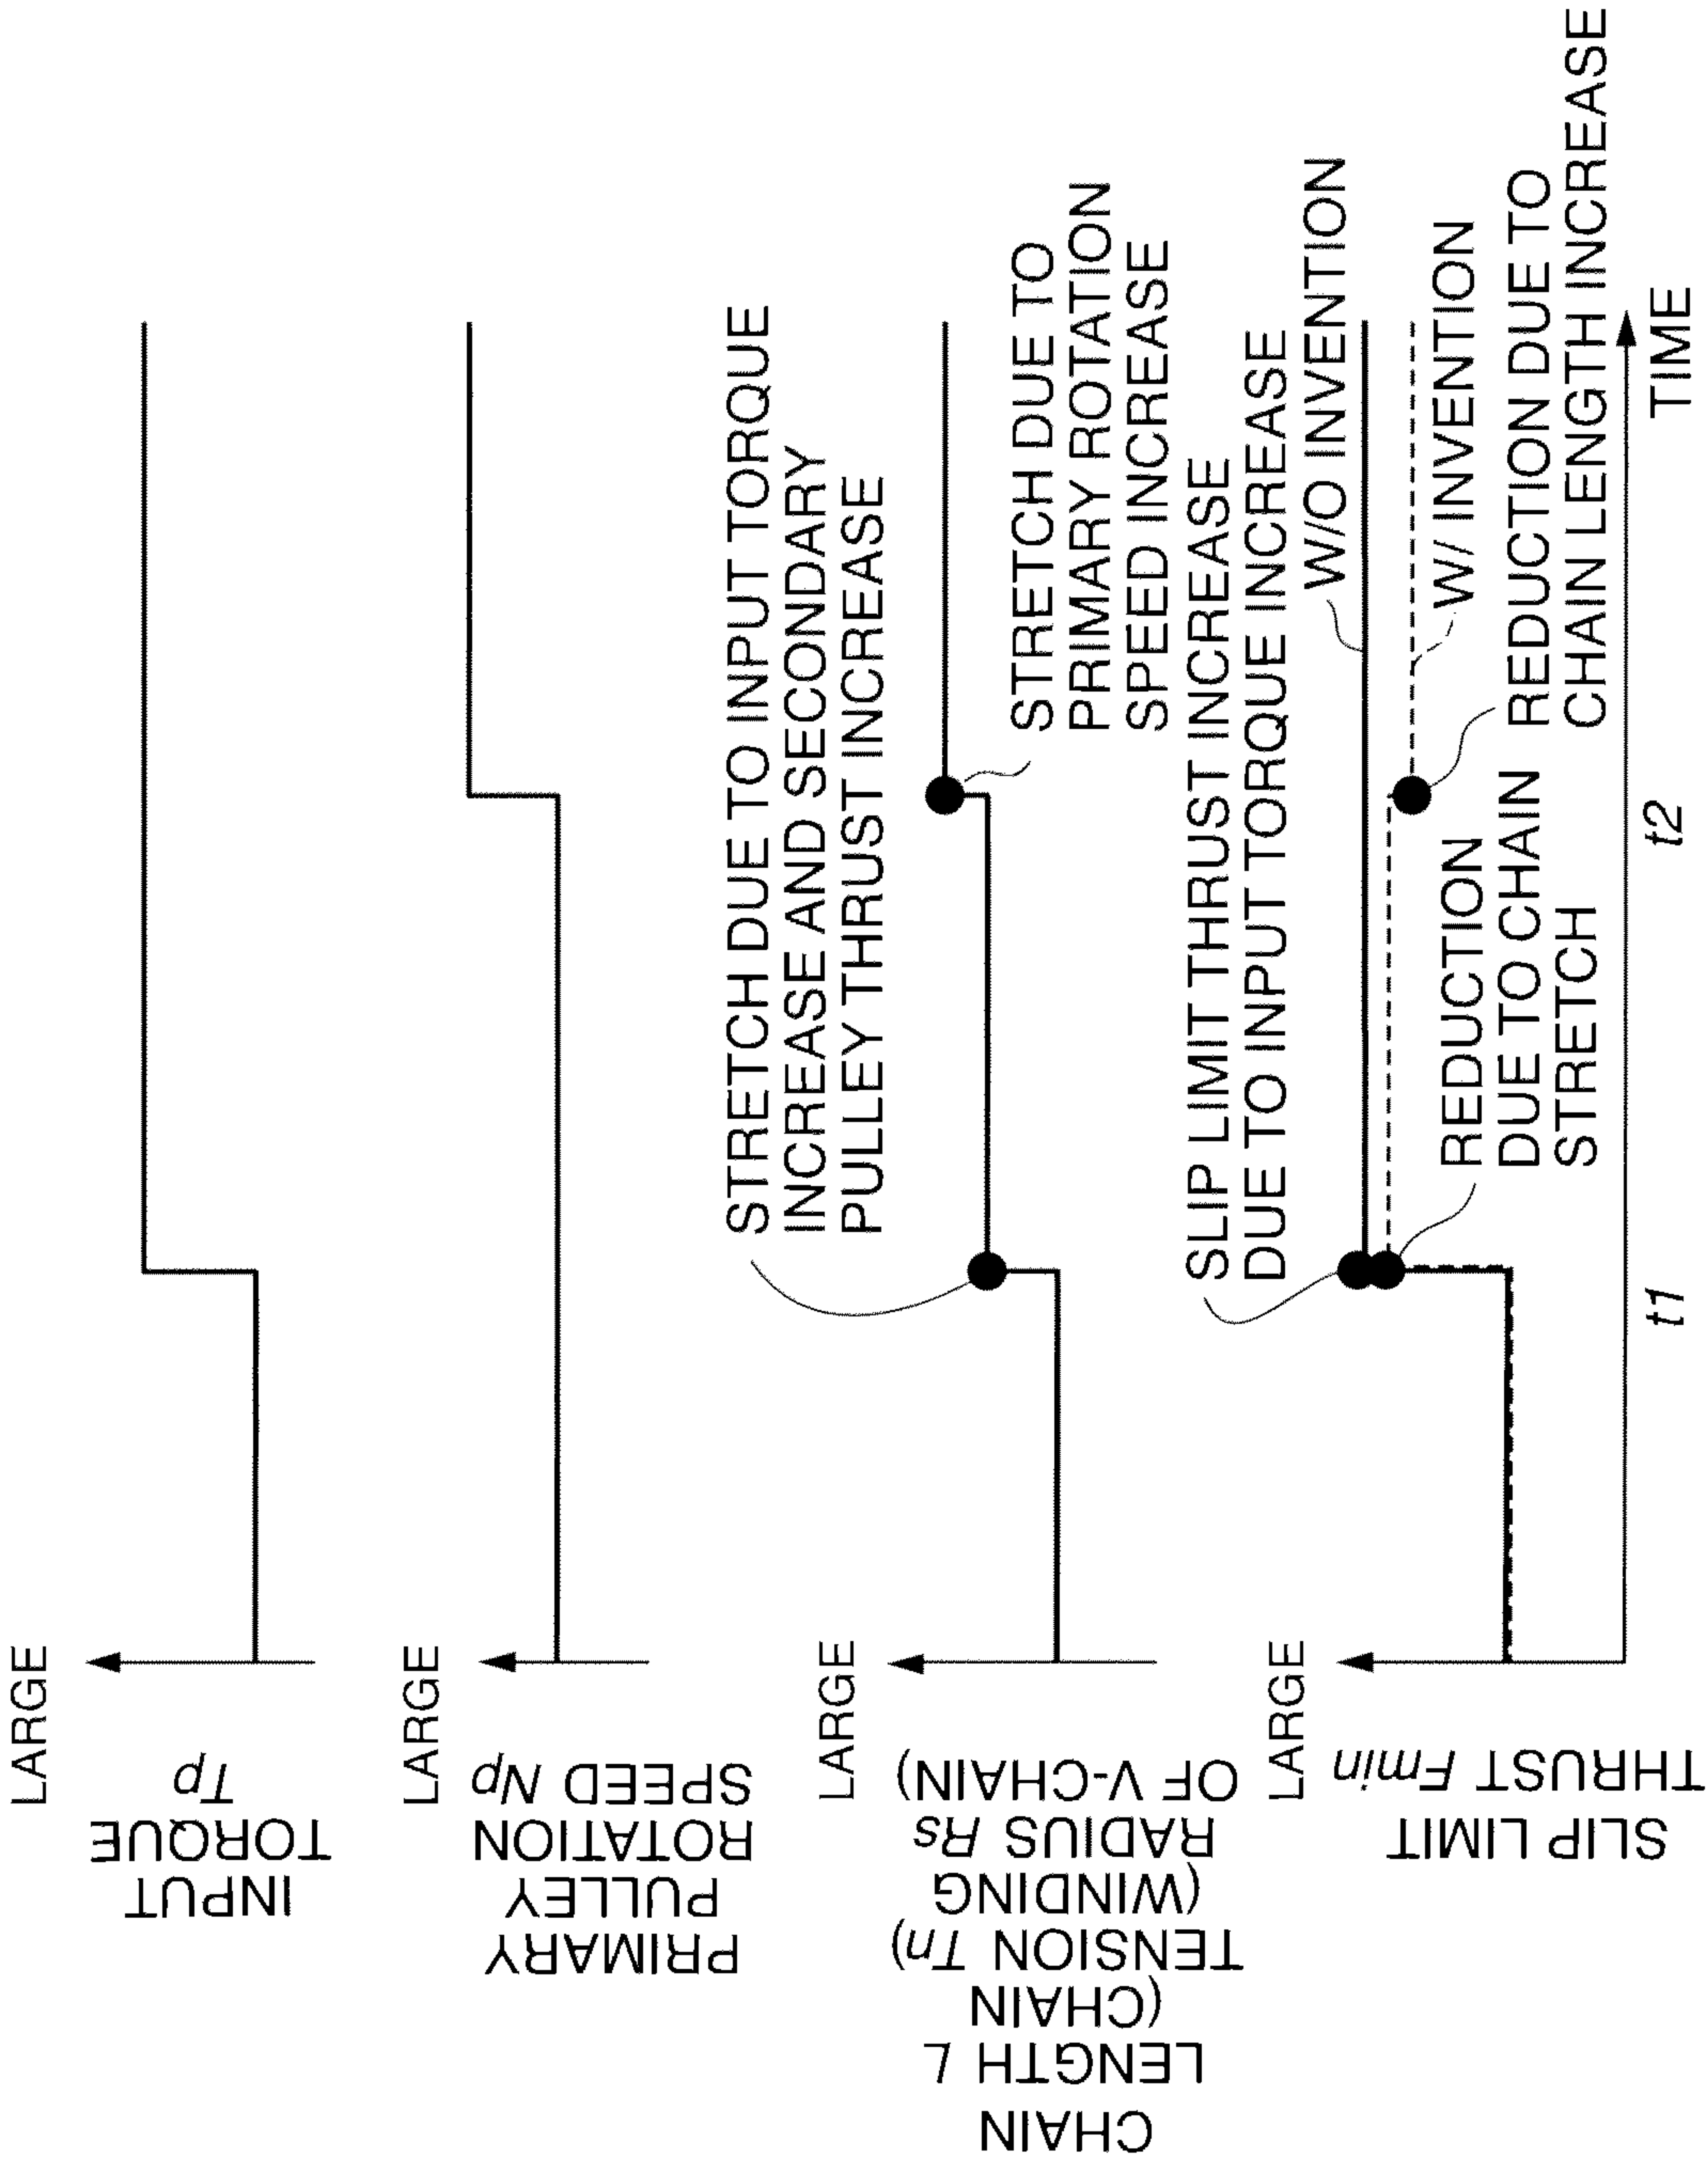 LARGE
INPUT
TORQUE
Tp
LARGE
PRIMARY
PULLEY
ROTATION
SPEED Np
STRETCH DUE TO INPUT TORQUE
INCREASE AND SECONDARY
PULLEY THRUST INCREASE
LARGE
CHAIN
LENGTH L
(CHAIN
TENSION Tn)
(WINDING
RADIUS Rs
OF V-CHAIN)
STRETCH DUE TO
PRIMARY ROTATION
SPEED INCREASE
SLIP LIMIT THRUST INCREASE
DUE TO INPUT TORQUE INCREASE
LARGE
SLIP LIMIT
THRUST Fmin
W/O INVENTION
W/ INVENTION
REDUCTION
DUE TO CHAIN
STRETCH
REDUCTION DUE TO
CHAIN LENGTH INCREASE
t1
t2
TIME